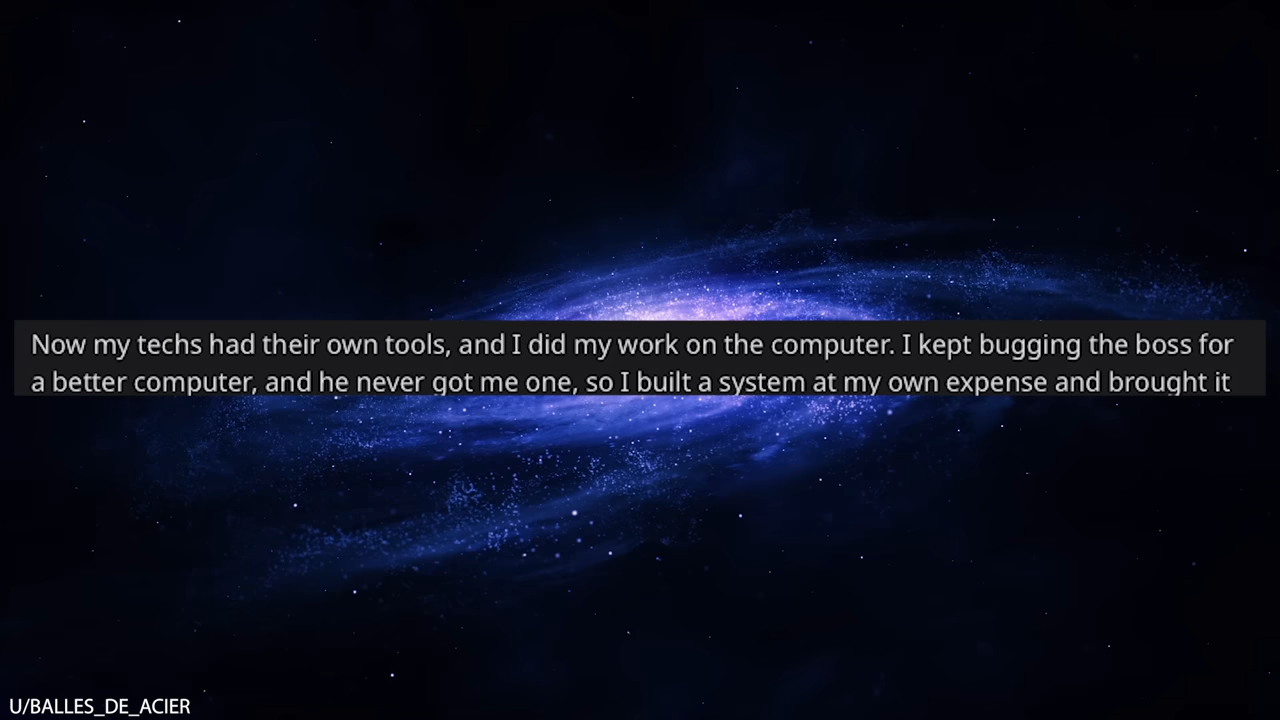 Now my techs had their own tools, and I did my work on the computer. I kept bugging the boss for
a better computer, and he never got me one, so I built a system at my own expense and brought it
U/BALLES_DE_ACIER